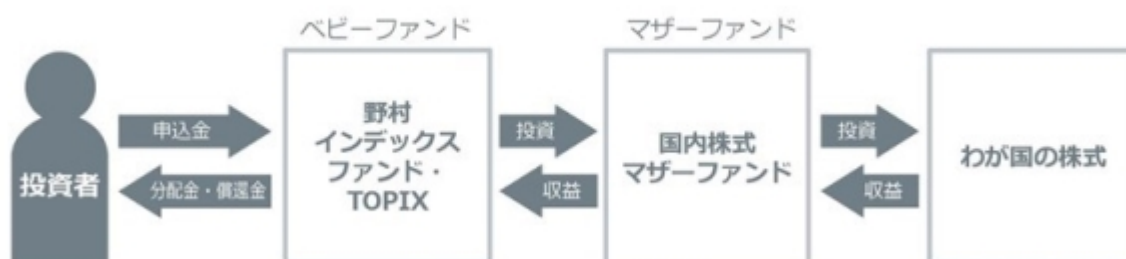 ベビーファンド
マザーファンド
投資者
申込金
分配金・償還金
野村
インデックス
ファンド・
TOPIX
投資
収益
国内株式
マザーファンド
投資
収益
わが国の株式